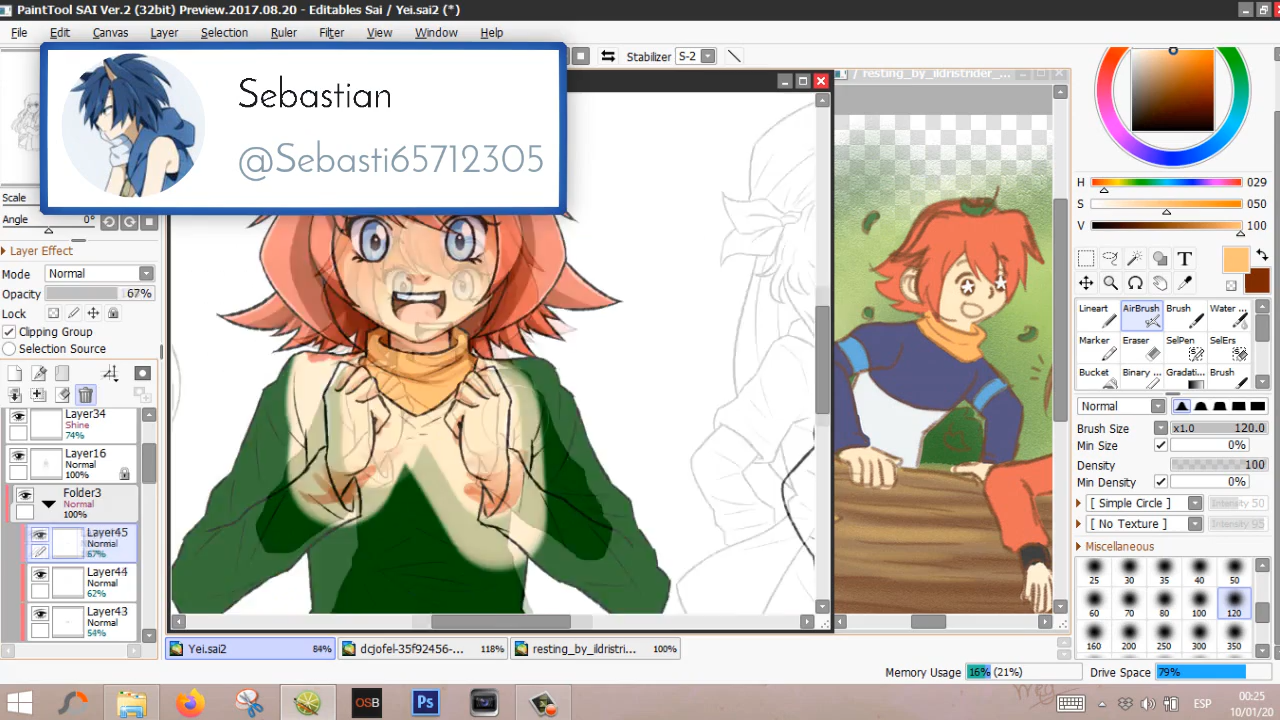 PaintTool SAI Ver.2 (32bit) Preview.2017.08.20 - Editables Sai / Yei.sai2 (*)
File Edit Canvas Layer Selection Ruler Filter View Window Help
Stabilizer S-2
Sebastian
@Sebasti65712305
/ resting_by_ildristrider_...
Scale
Angle 0°
Layer Effect
Mode Normal
Opacity 67%
Lock
Clipping Group
Selection Source
Layer34
Shine
74%
Layer16
Normal
100%
Folder3
Normal
100%
Layer45
Normal
67%
Layer44
Normal
62%
Layer43
Normal
54%
H 029
S 050
V 100
T
Lineart AirBrush Brush Water ...
Marker Eraser SelPen SelErs
Bucket Binary ... Gradati... Brush
Normal
Brush Size x1.0 120.0
Min Size 0%
Density 100
Min Density 0%
[ Simple Circle ] Intensity 50
[ No Texture ] Intensity 95
Miscellaneous
25 30 35 40 50
60 70 80 100 120
160 200 250 300 350
Yei.sai2 84%
dcjofel-35f92456-... 118%
resting_by_ildristri... 100%
Memory Usage 16% (21%) Drive Space 79%
OSB
Ps
ESP
00:25
10/01/20